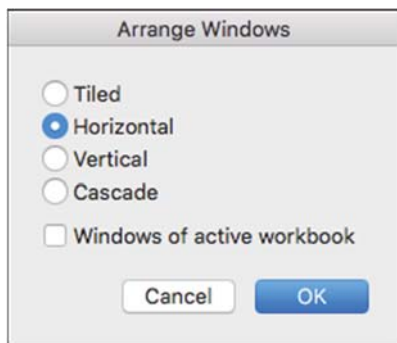 Arrange Windows
Tiled
Horizontal
Vertical
Cascade
Windows of active workbook
Cancel OK